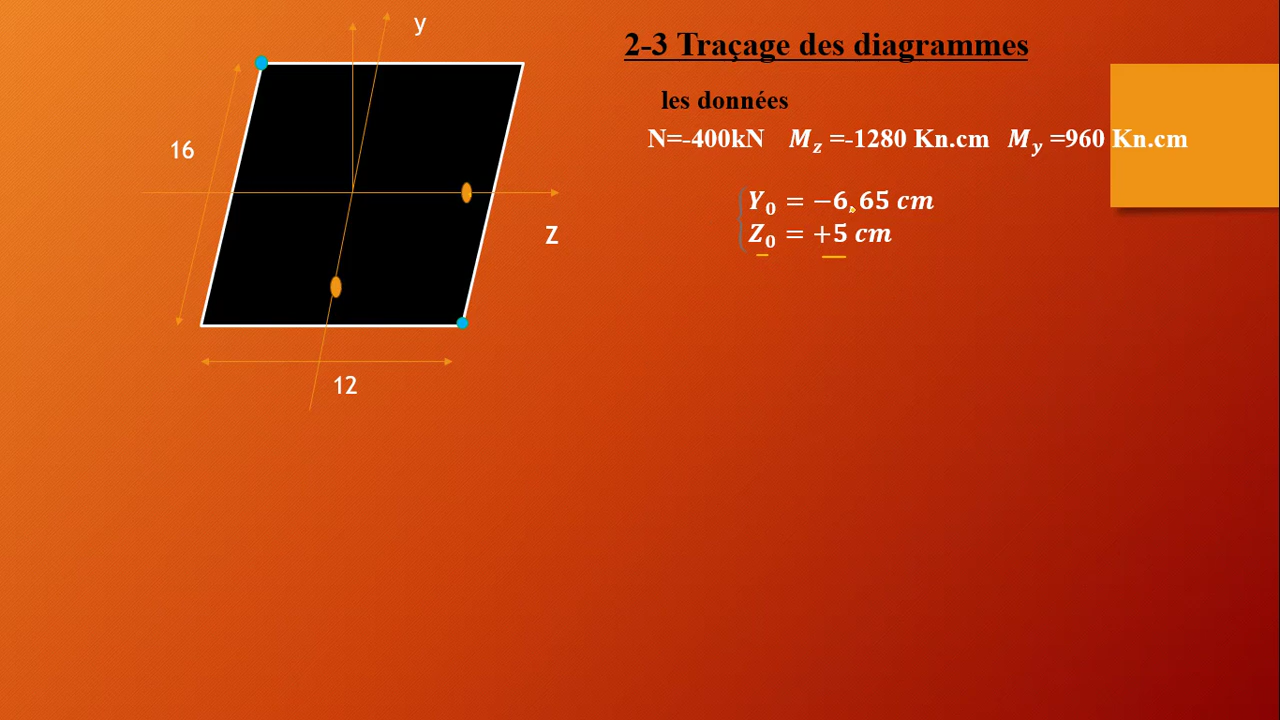 y
2-3 Traçage des diagrammes
les données
N=-400kN M_z =-1280 Kn.cm M_y =960 Kn.cm
16
Y_0 = −6,65 cm
Z_0 = +5 cm
Z
12